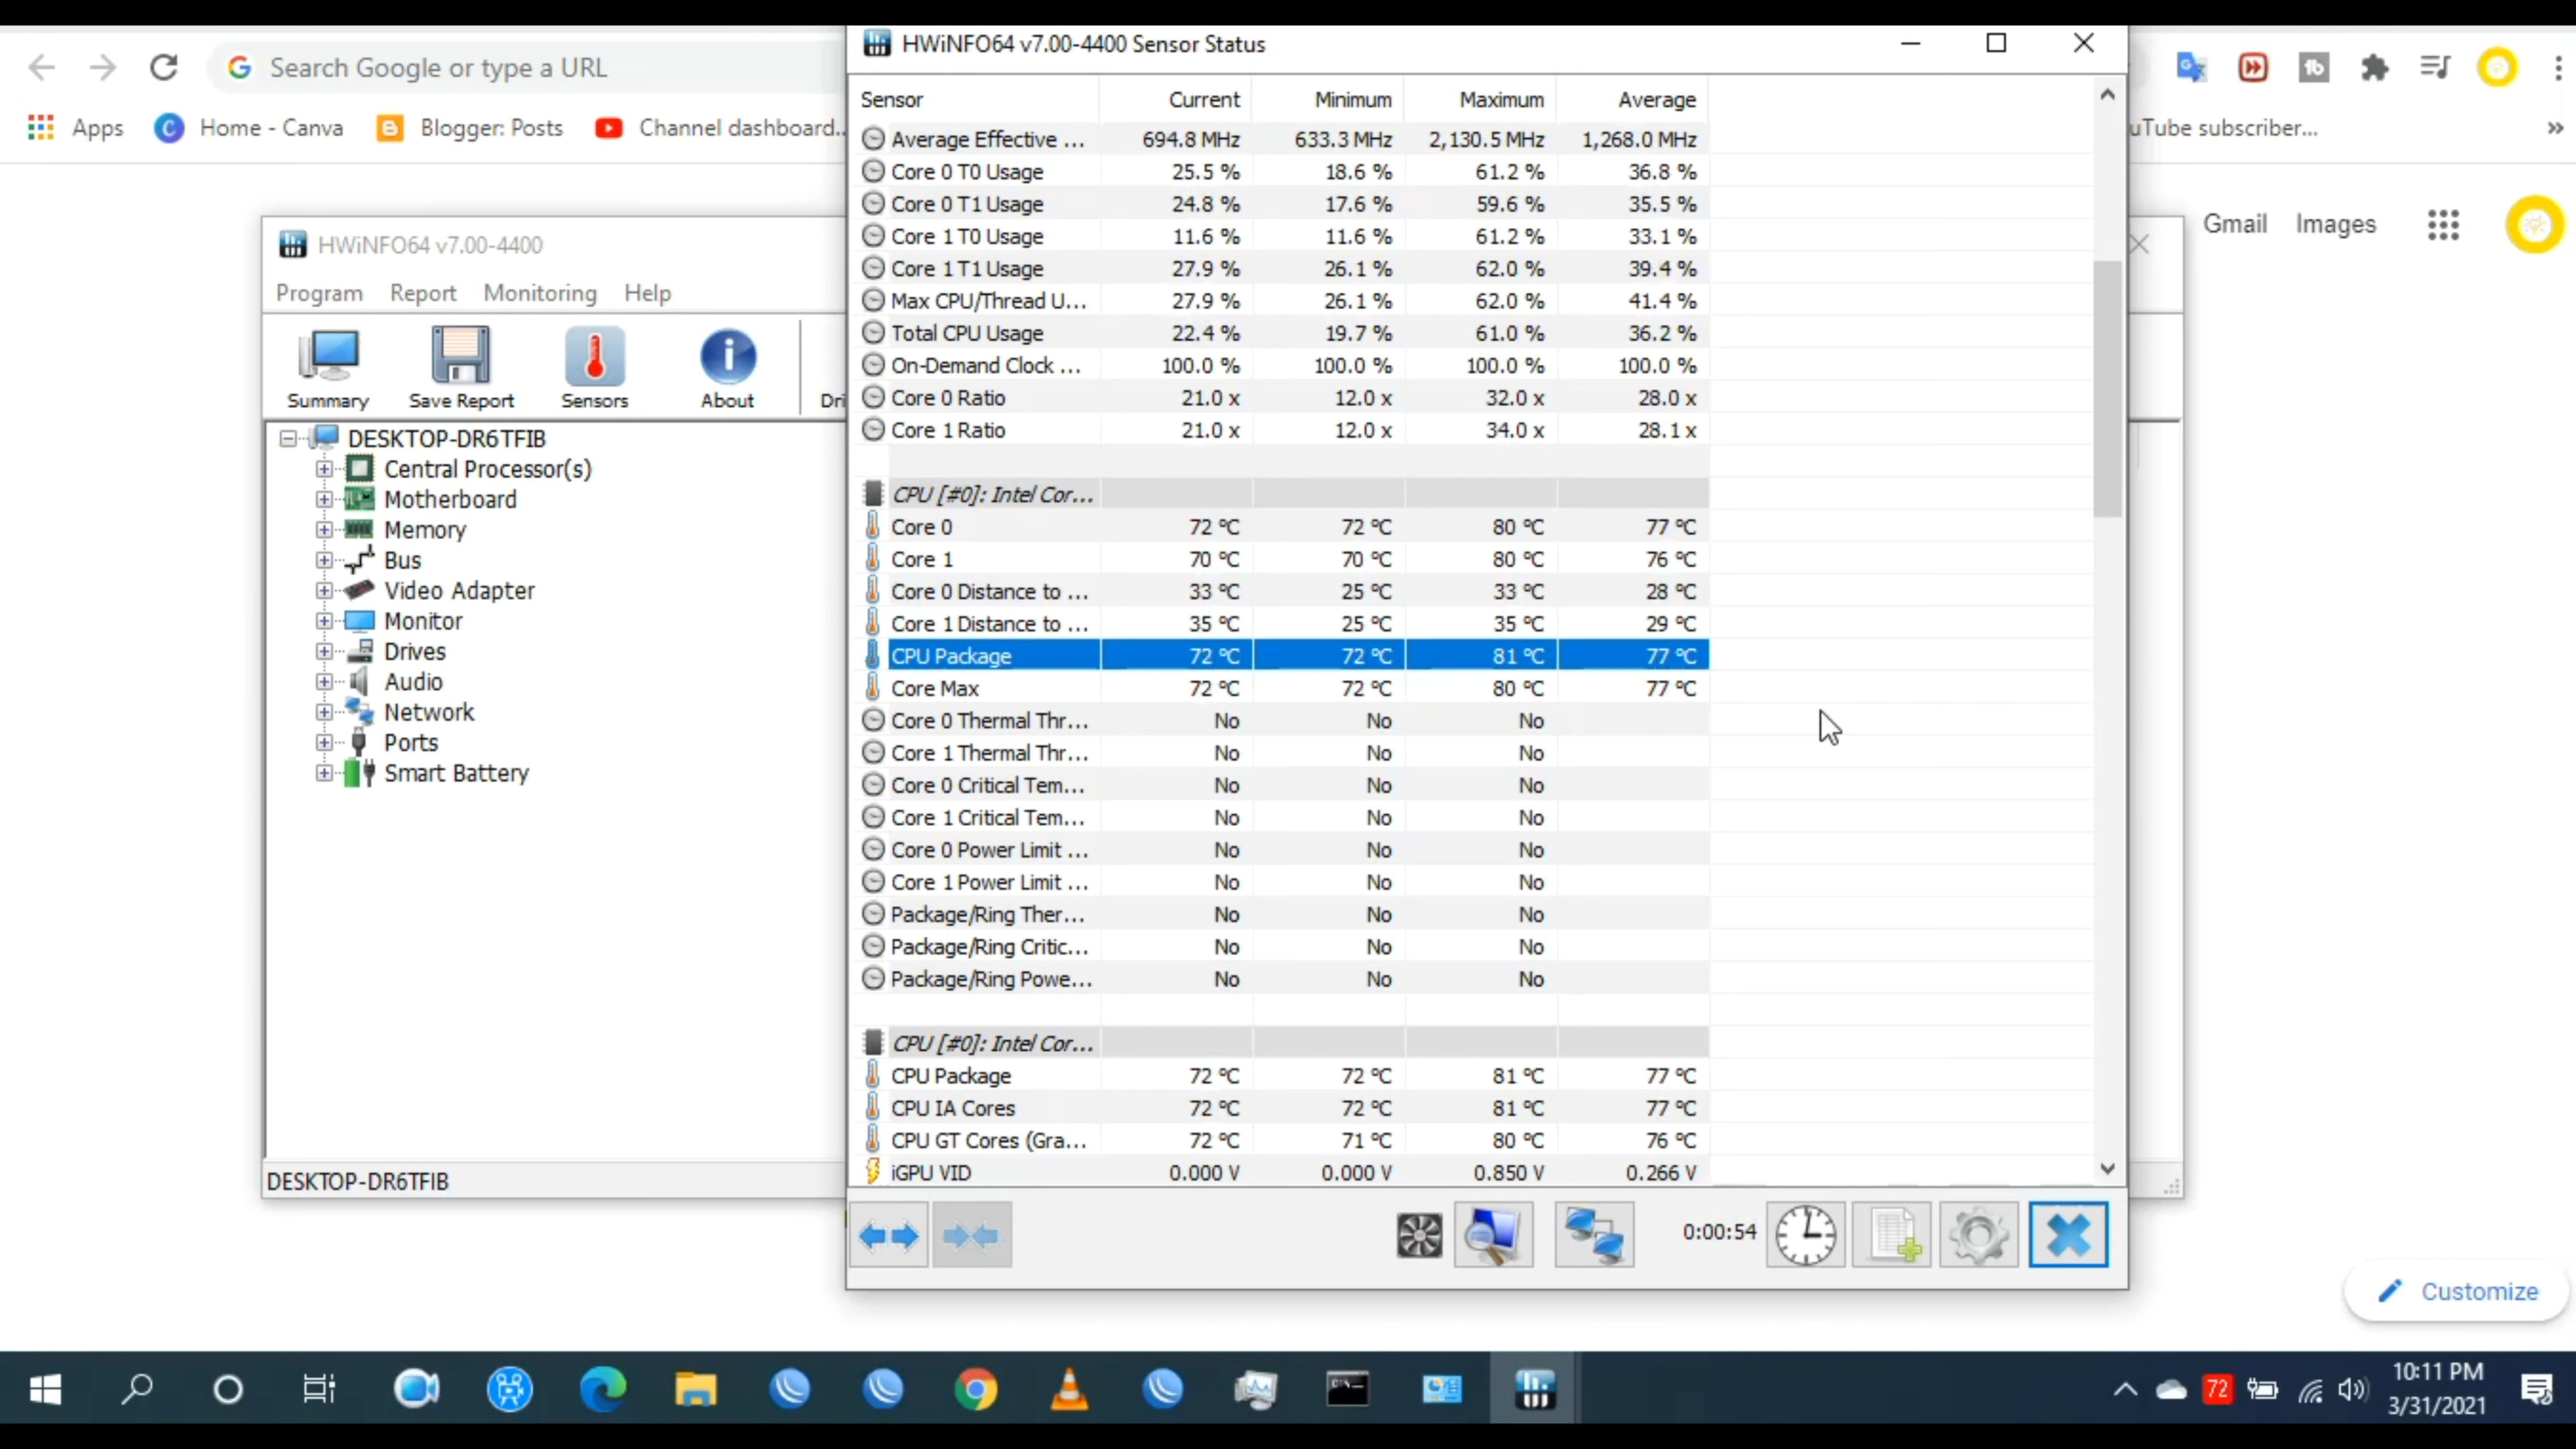 Search Google or type a URL
Apps
Home - Canva
Blogger: Posts
Channel dashboard...
uTube subscriber...
»
Gmail
Images
HWiNFO64 v7.00-4400
Program Report Monitoring Help
Summary
Save Report
Sensors
About
Dri
DESKTOP-DR6TFIB
Central Processor(s)
Motherboard
Memory
Bus
Video Adapter
Monitor
Drives
Audio
Network
Ports
Smart Battery
DESKTOP-DR6TFIB
HWiNFO64 v7.00-4400 Sensor Status
Sensor Current Minimum Maximum Average
Average Effective ... 694.8 MHz 633.3 MHz 2,130.5 MHz 1,268.0 MHz
Core 0 T0 Usage 25.5 % 18.6 % 61.2 % 36.8 %
Core 0 T1 Usage 24.8 % 17.6 % 59.6 % 35.5 %
Core 1 T0 Usage 11.6 % 11.6 % 61.2 % 33.1 %
Core 1 T1 Usage 27.9 % 26.1 % 62.0 % 39.4 %
Max CPU/Thread U... 27.9 % 26.1 % 62.0 % 41.4 %
Total CPU Usage 22.4 % 19.7 % 61.0 % 36.2 %
On-Demand Clock ... 100.0 % 100.0 % 100.0 % 100.0 %
Core 0 Ratio 21.0 x 12.0 x 32.0 x 28.0 x
Core 1 Ratio 21.0 x 12.0 x 34.0 x 28.1 x
CPU [#0]: Intel Cor...
Core 0 72 °C 72 °C 80 °C 77 °C
Core 1 70 °C 70 °C 80 °C 76 °C
Core 0 Distance to ... 33 °C 25 °C 33 °C 28 °C
Core 1 Distance to ... 35 °C 25 °C 35 °C 29 °C
CPU Package 72 °C 72 °C 81 °C 77 °C
Core Max 72 °C 72 °C 80 °C 77 °C
Core 0 Thermal Thr... No No No
Core 1 Thermal Thr... No No No
Core 0 Critical Tem... No No No
Core 1 Critical Tem... No No No
Core 0 Power Limit ... No No No
Core 1 Power Limit ... No No No
Package/Ring Ther... No No No
Package/Ring Critic... No No No
Package/Ring Powe... No No No
CPU [#0]: Intel Cor...
CPU Package 72 °C 72 °C 81 °C 77 °C
CPU IA Cores 72 °C 72 °C 81 °C 77 °C
CPU GT Cores (Gra... 72 °C 71 °C 80 °C 76 °C
iGPU VID 0.000 V 0.000 V 0.850 V 0.266 V
0:00:54
Customize
72
10:11 PM
3/31/2021